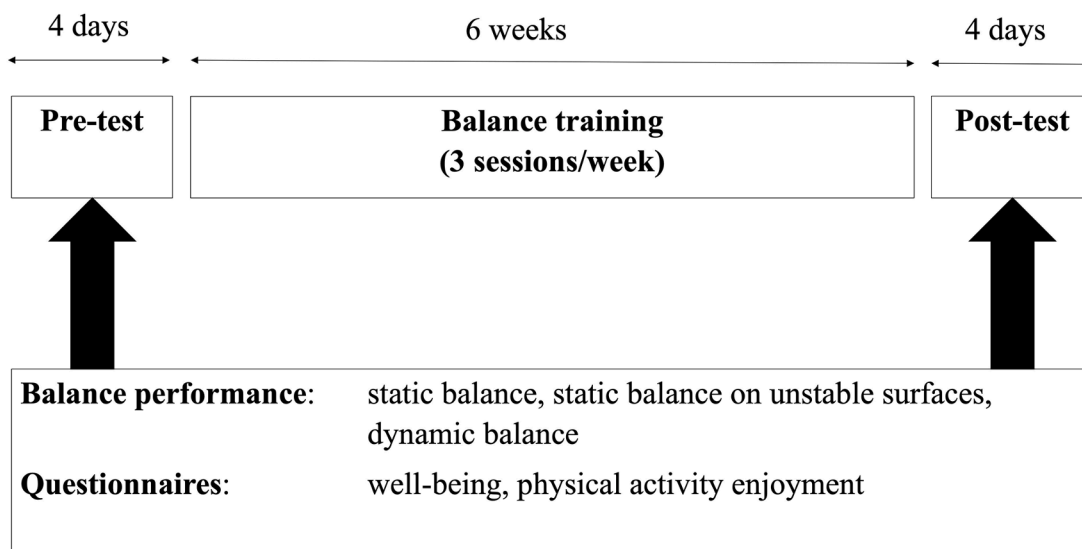 4 days
6 weeks
4 days
Pre-test
Balance training
(3 sessions/week)
Post-test
Balance performance: static balance, static balance on unstable surfaces,
dynamic balance
Questionnaires: well-being, physical activity enjoyment